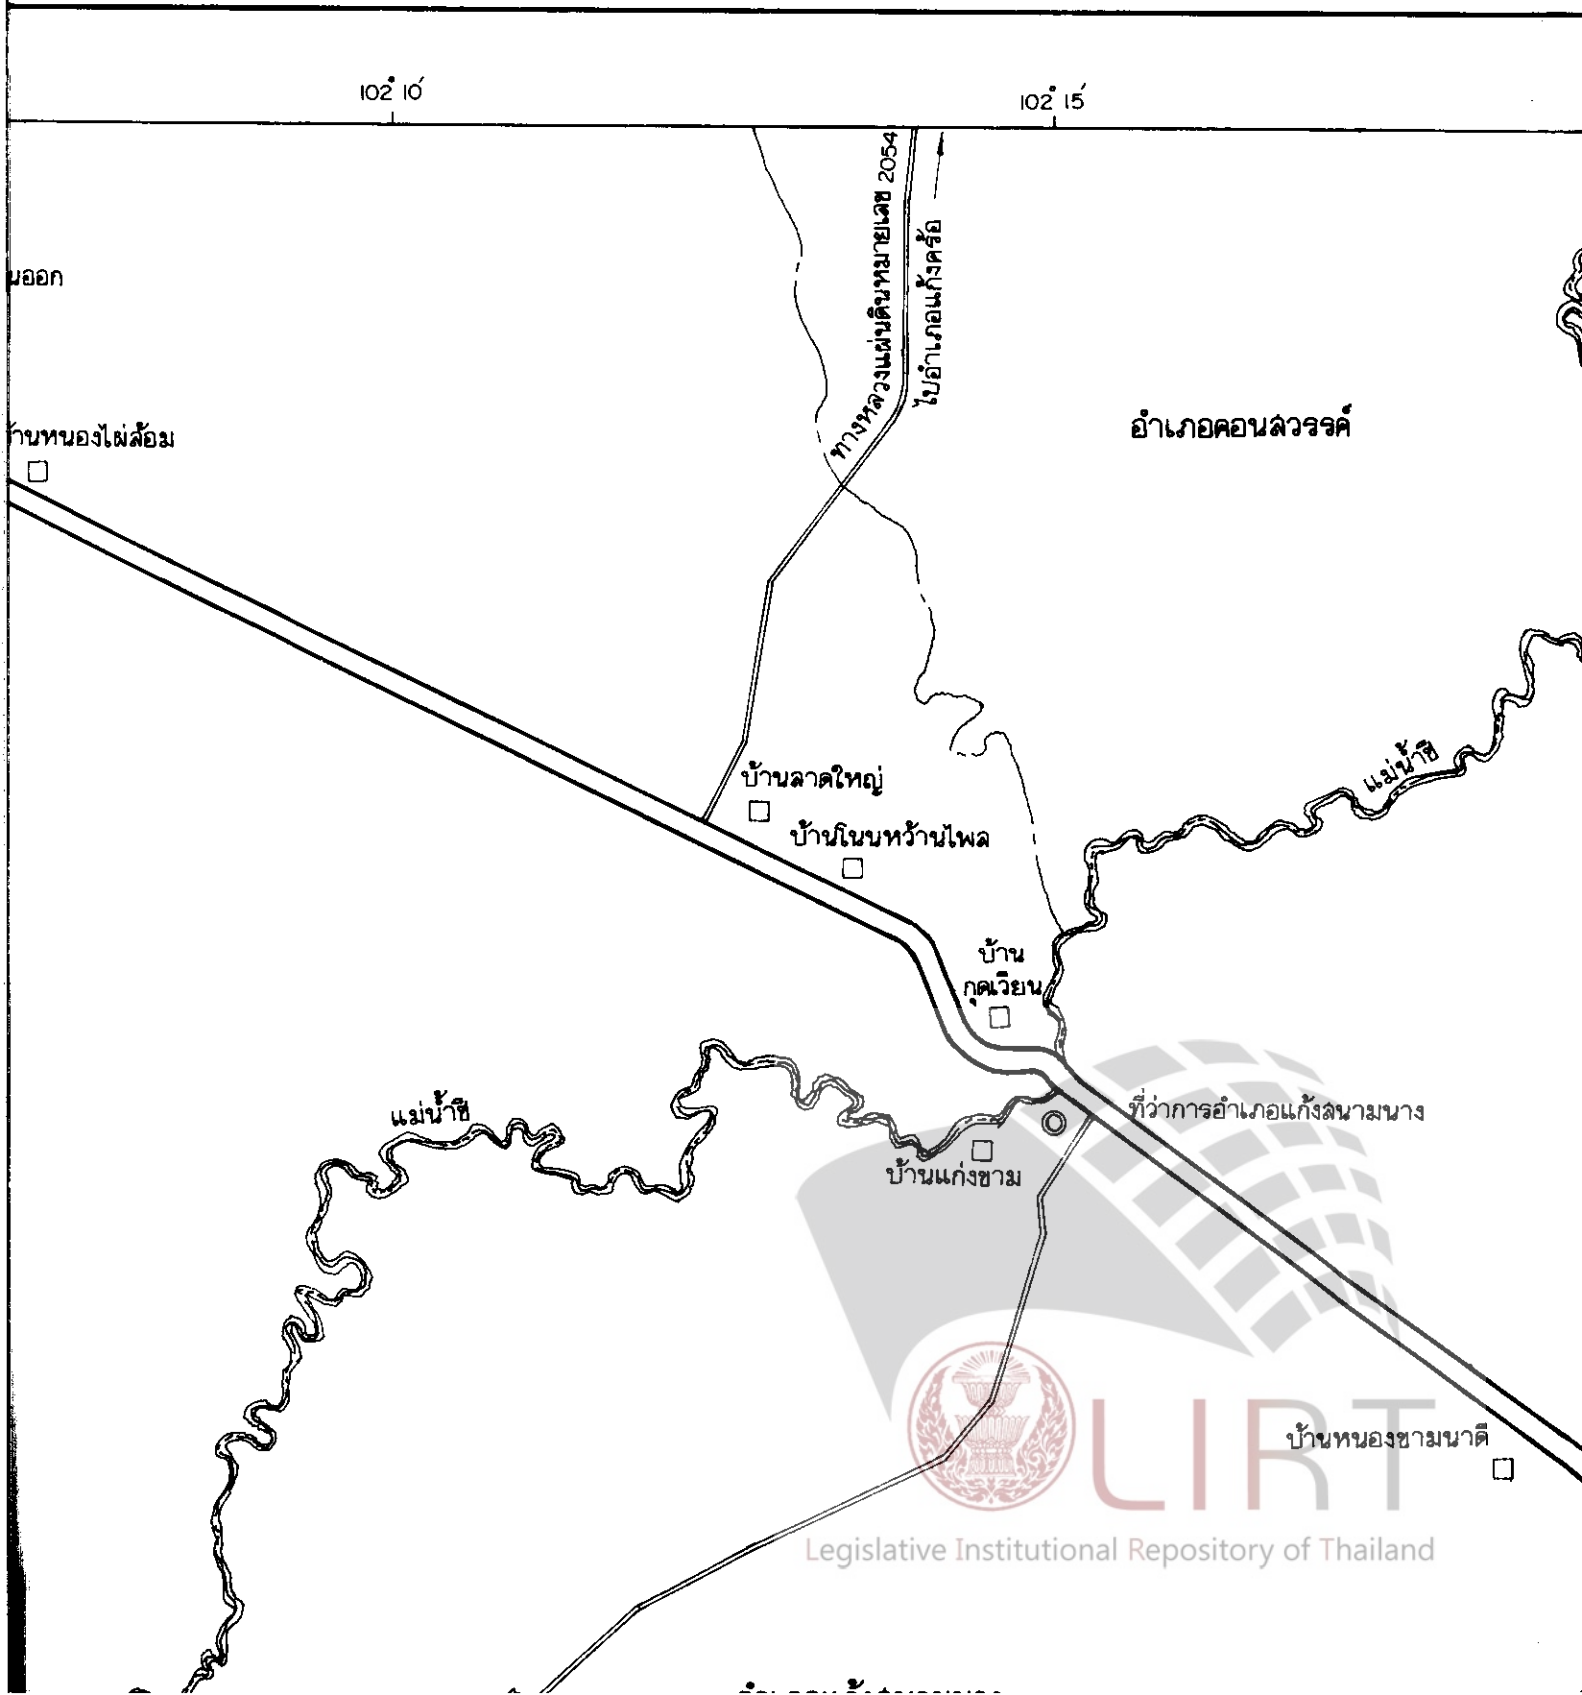 102° 10′
102° 15′
ทางหลวงแผ่นดินหมายเลข 2054
ไปอำเภอแก้งคร้อ
นออก
อำเภอคอนสวรรค์
้านหนองไผ่ล้อม
แม่น้ำชี
บ้านลาดใหญ่
บ้านโนนหว้านไพล
บ้าน
กุดเวียน
แม่น้ำชี
ที่ว่าการอำเภอแก้งสนามนาง
บ้านแก่งขาม
บ้านหนองขามนาดี
LIRT
Legislative Institutional Repository of Thailand